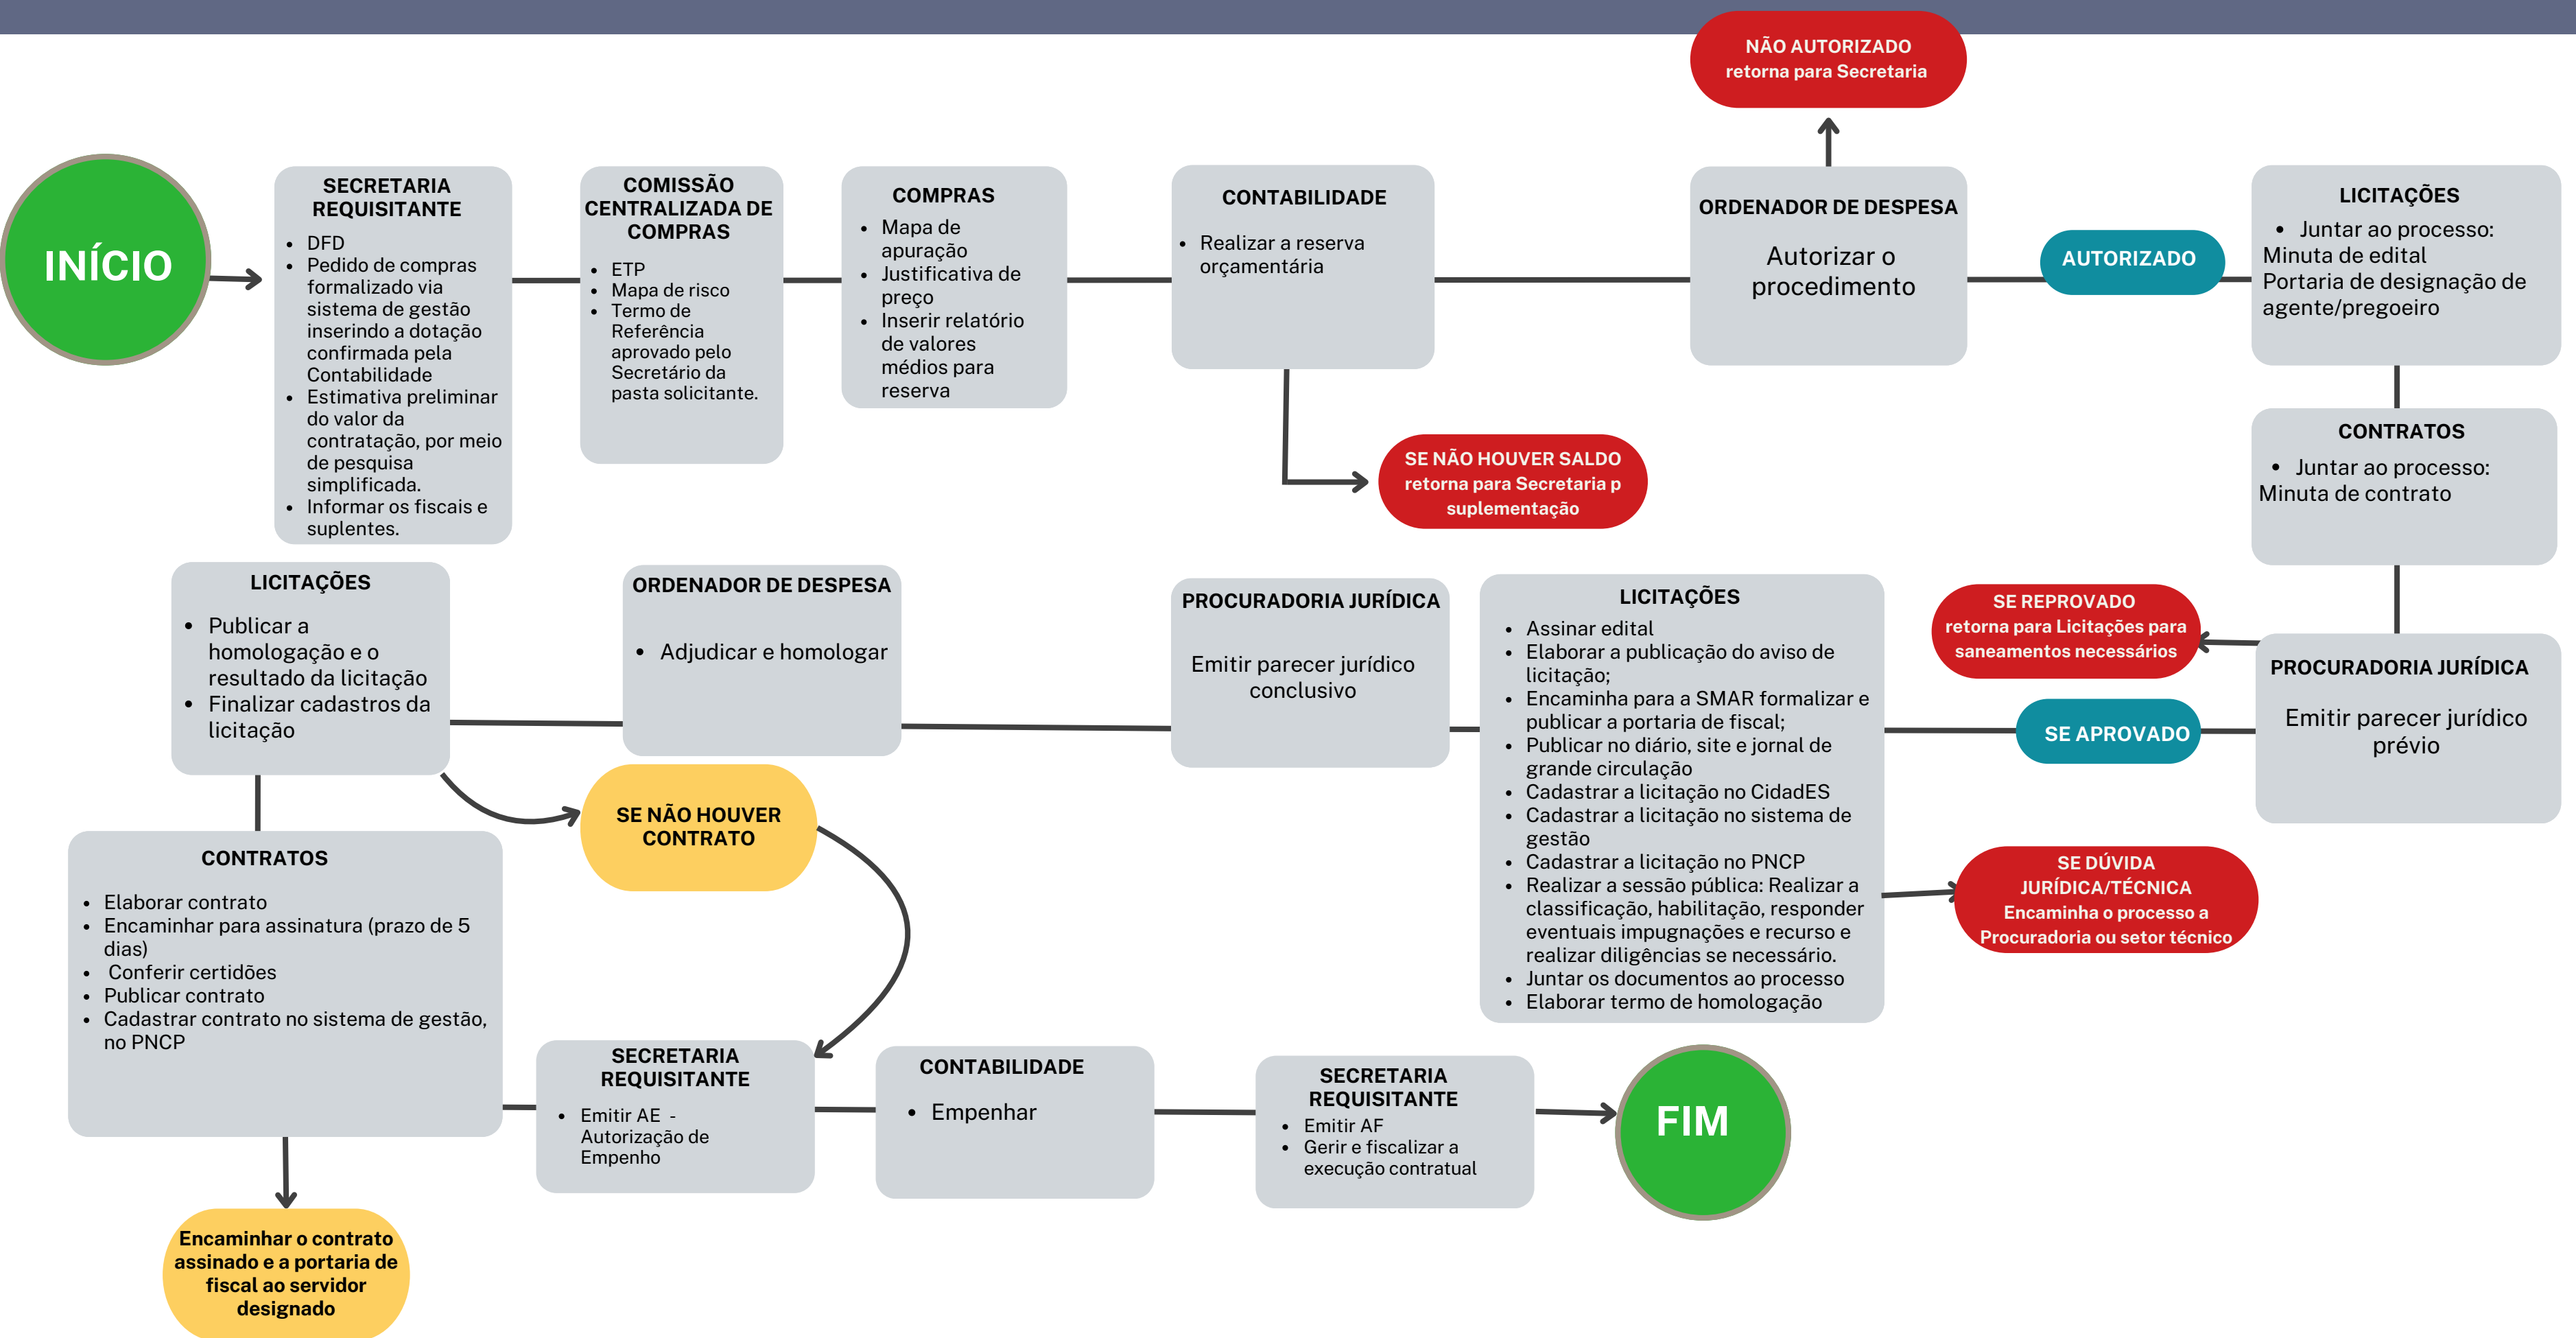 INÍCIO
SECRETARIA
REQUISITANTE
• DFD
• Pedido de compras
formalizado via
sistema de gestão
inserindo a dotação
confirmada pela
Contabilidade
• Estimativa preliminar
do valor da
contratação, por meio
de pesquisa
simplificada.
• Informar os fiscais e
suplentes.
COMISSÃO
CENTRALIZADA DE
COMPRAS
• ETP
• Mapa de risco
• Termo de
Referência
aprovado pelo
Secretário da
pasta solicitante.
COMPRAS
• Mapa de
apuração
• Justificativa de
preço
• Inserir relatório
de valores
médios para
reserva
CONTABILIDADE
• Realizar a reserva
orçamentária
SE NÃO HOUVER SALDO
retorna para Secretaria p
suplementação
NÃO AUTORIZADO
retorna para Secretaria
ORDENADOR DE DESPESA
Autorizar o
procedimento
AUTORIZADO
LICITAÇÕES
• Juntar ao processo:
Minuta de edital
Portaria de designação de
agente/pregoeiro
CONTRATOS
• Juntar ao processo:
Minuta de contrato
PROCURADORIA JURÍDICA
Emitir parecer jurídico
prévio
SE REPROVADO
retorna para Licitações para
saneamentos necessários
SE APROVADO
LICITAÇÕES
• Assinar edital
• Elaborar a publicação do aviso de
licitação;
• Encaminha para a SMAR formalizar e
publicar a portaria de fiscal;
• Publicar no diário, site e jornal de
grande circulação
• Cadastrar a licitação no CidadES
• Cadastrar a licitação no sistema de
gestão
• Cadastrar a licitação no PNCP
• Realizar a sessão pública: Realizar a
classificação, habilitação, responder
eventuais impugnações e recurso e
realizar diligências se necessário.
• Juntar os documentos ao processo
• Elaborar termo de homologação
SE DÚVIDA
JURÍDICA/TÉCNICA
Encaminha o processo a
Procuradoria ou setor técnico
PROCURADORIA JURÍDICA
Emitir parecer jurídico
conclusivo
ORDENADOR DE DESPESA
• Adjudicar e homologar
LICITAÇÕES
• Publicar a
homologação e o
resultado da licitação
• Finalizar cadastros da
licitação
SE NÃO HOUVER
CONTRATO
CONTRATOS
• Elaborar contrato
• Encaminhar para assinatura (prazo de 5
dias)
• Conferir certidões
• Publicar contrato
• Cadastrar contrato no sistema de gestão,
no PNCP
Encaminhar o contrato
assinado e a portaria de
fiscal ao servidor
designado
SECRETARIA
REQUISITANTE
• Emitir AE -
Autorização de
Empenho
CONTABILIDADE
• Empenhar
SECRETARIA
REQUISITANTE
• Emitir AF
• Gerir e fiscalizar a
execução contratual
FIM